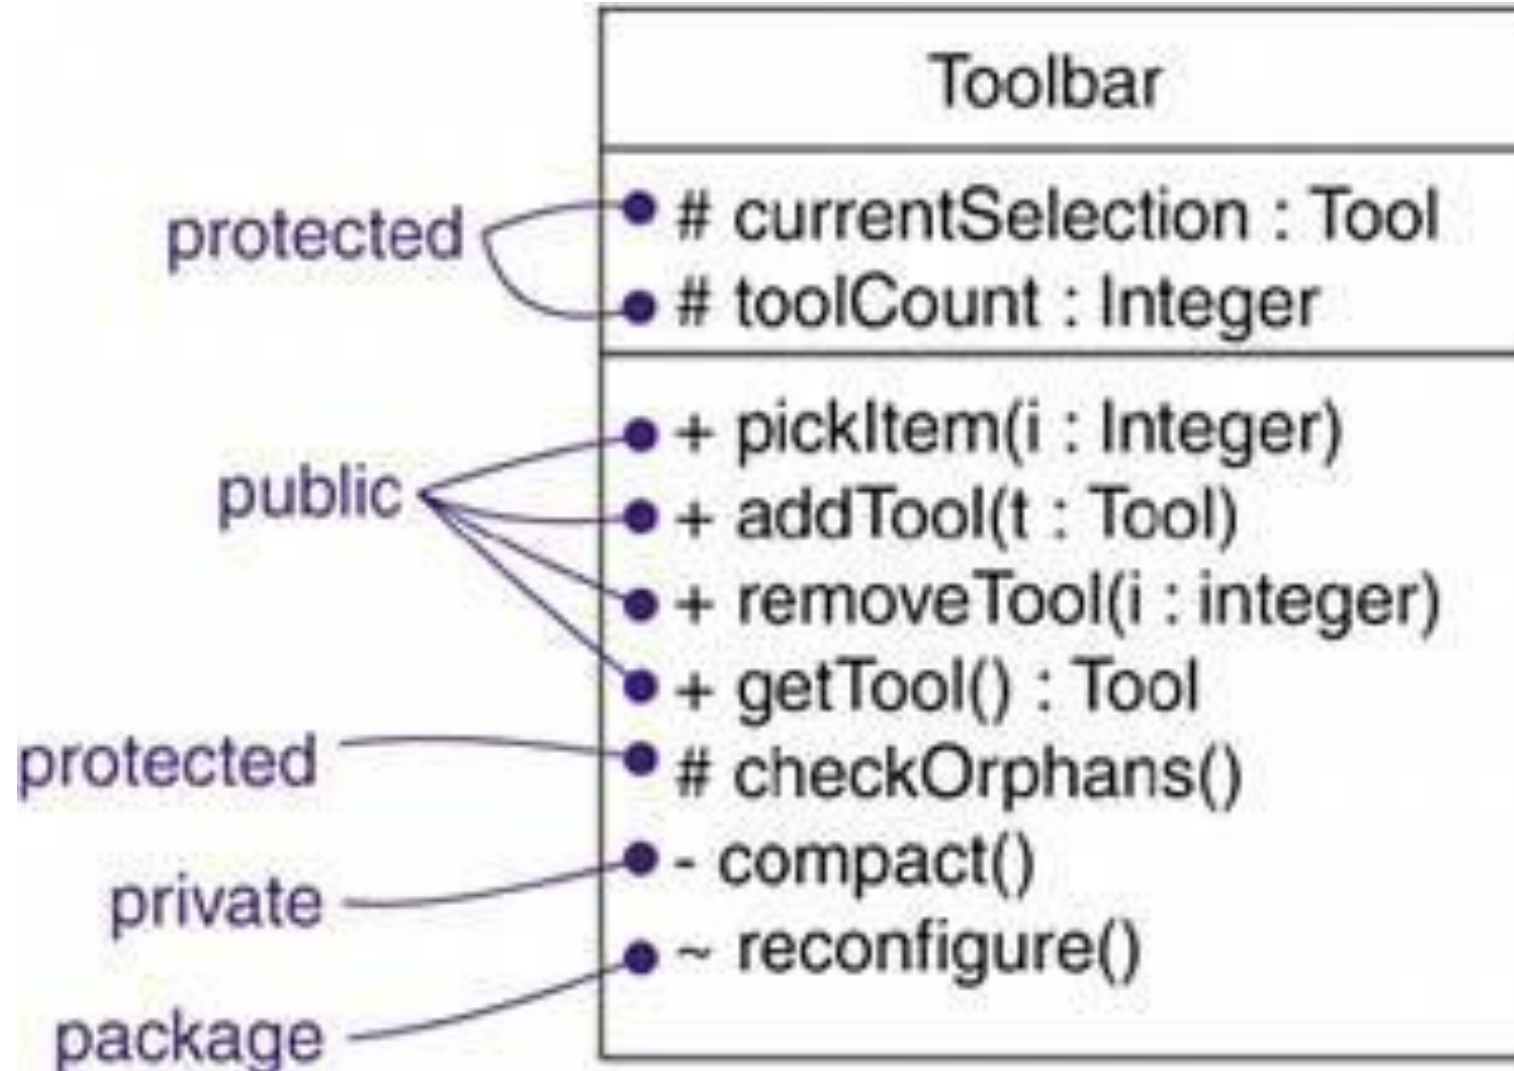 Toolbar
protected
# currentSelection : Tool
# toolCount : Integer
public
+ pickItem(i : Integer)
+ addTool(t : Tool)
+ removeTool(i : integer)
+ getTool() : Tool
protected
# checkOrphans()
private
- compact()
package
~ reconfigure()